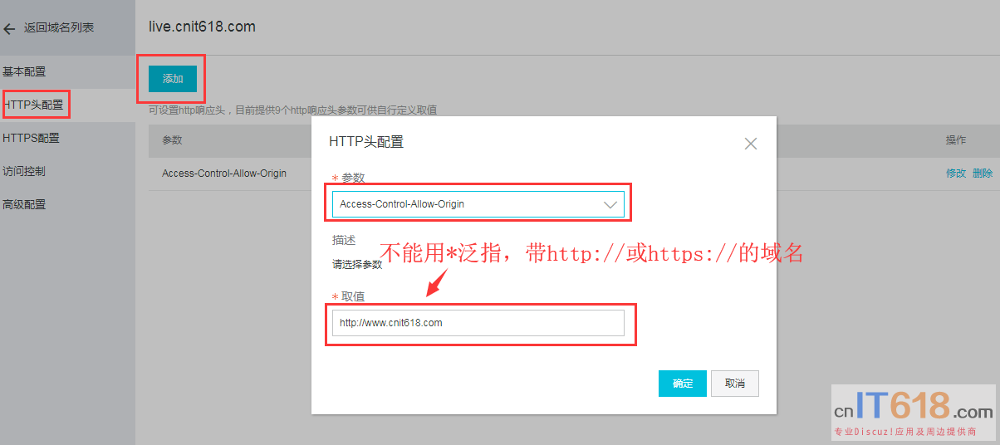 返回域名列表
live.cnit618.com
基本配置
HTTP头配置
HTTPS配置
访问控制
高级配置
添加
可设置http响应头，目前提供9个http响应头参数可供自行定义取值
参数
操作
Access-Control-Allow-Origin
修改 删除
HTTP头配置
* 参数
Access-Control-Allow-Origin
描述
不能用*泛指，带http://或https://的域名
请选择参数
* 取值
http://www.cnit618.com
确定
取消
cnIT618.com
专业Discuz!应用及周边提供商